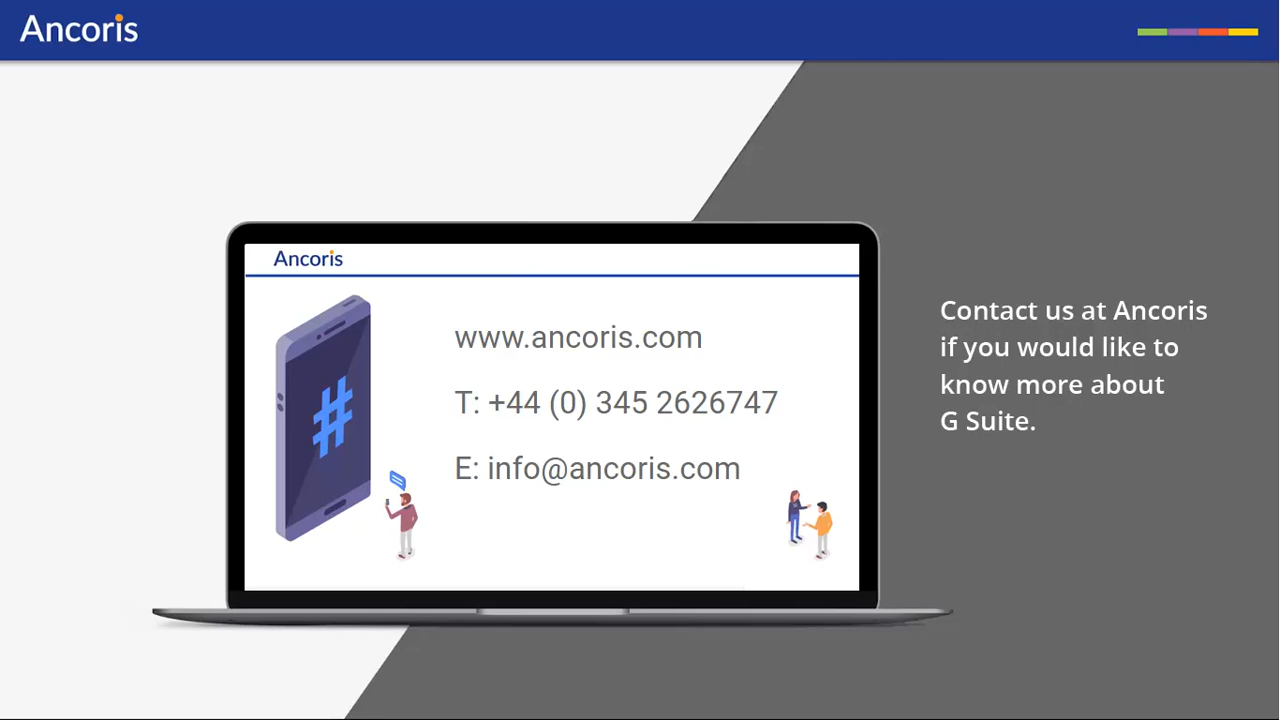 Ancoris
Ancoris
www.ancoris.com
T: +44 (0) 345 2626747
E: info@ancoris.com
#
Contact us at Ancoris
if you would like to
know more about
G Suite.